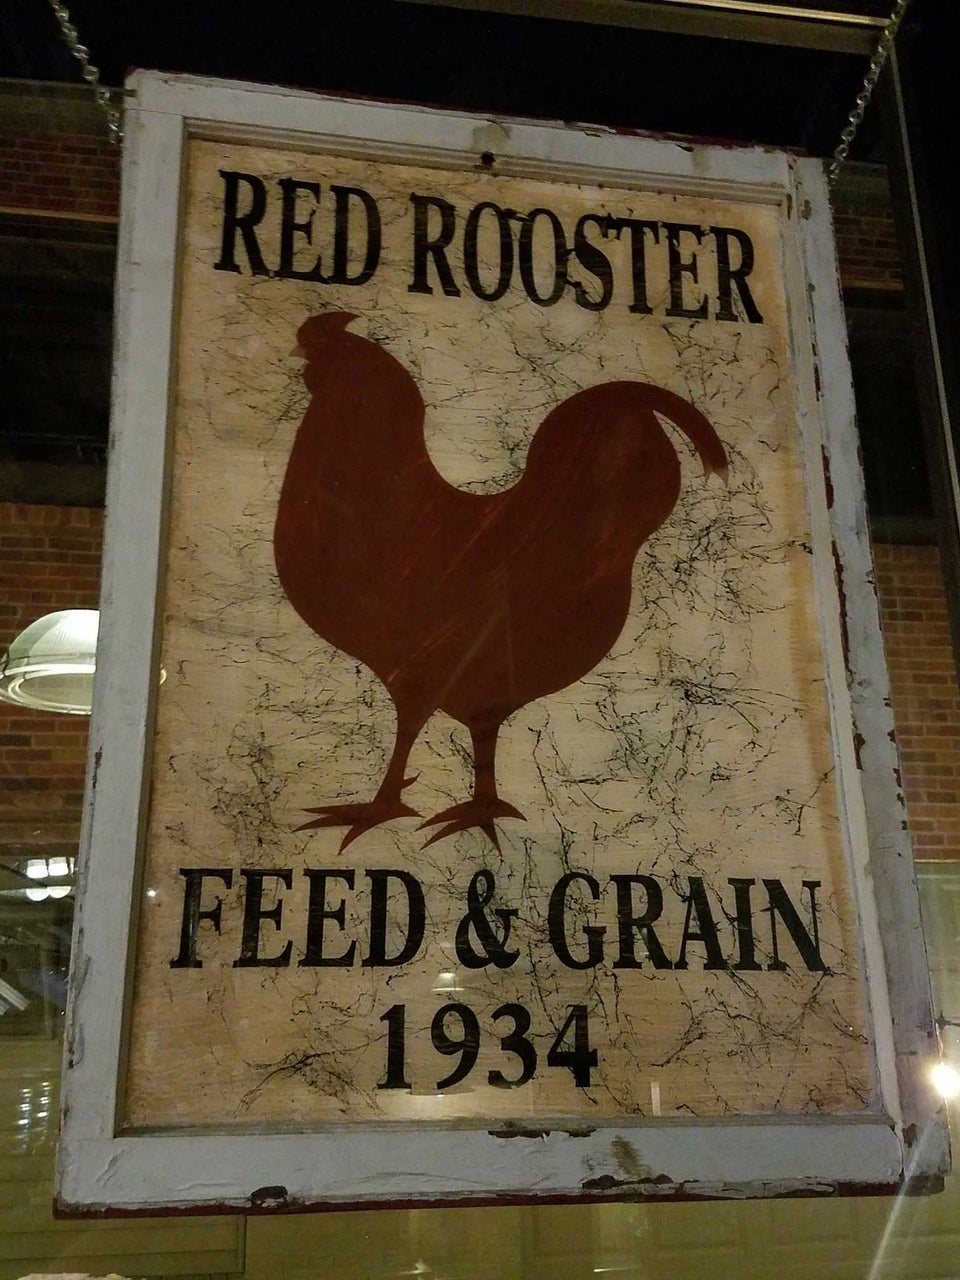 RED ROOSTER
FEED & GRAIN
1934